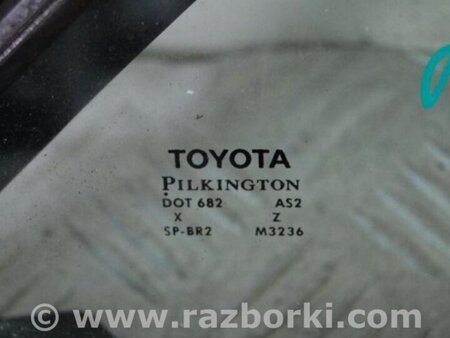 TOYOTA
PILKINGTON
DOT 682 AS2
X Z
SP-BR2 M3236
© www.razborki.com